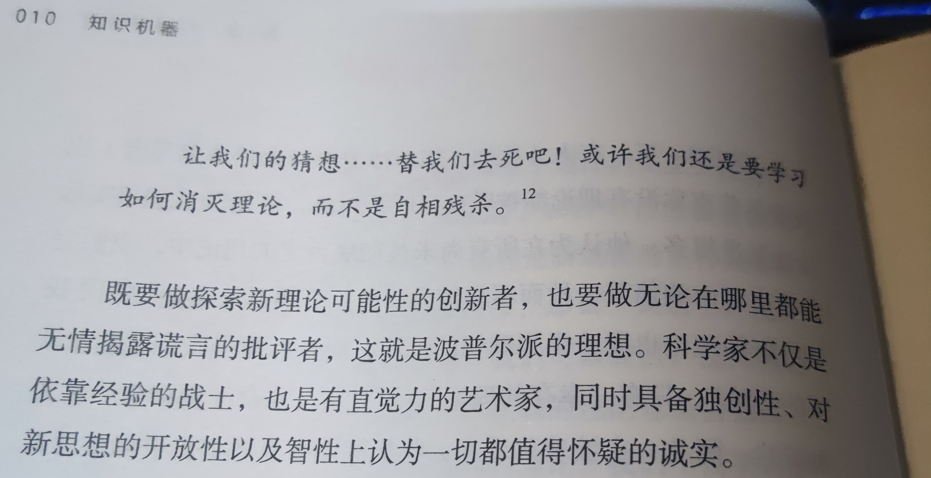 010 知识机器
让我们的猜想……替我们去死吧！或许我们还是要学习
如何消灭理论，而不是自相残杀。12
既要做探索新理论可能性的创新者，也要做无论在哪里都能
无情揭露谎言的批评者，这就是波普尔派的理想。科学家不仅是
依靠经验的战士，也是有直觉力的艺术家，同时具备独创性、对
新思想的开放性以及智性上认为一切都值得怀疑的诚实。